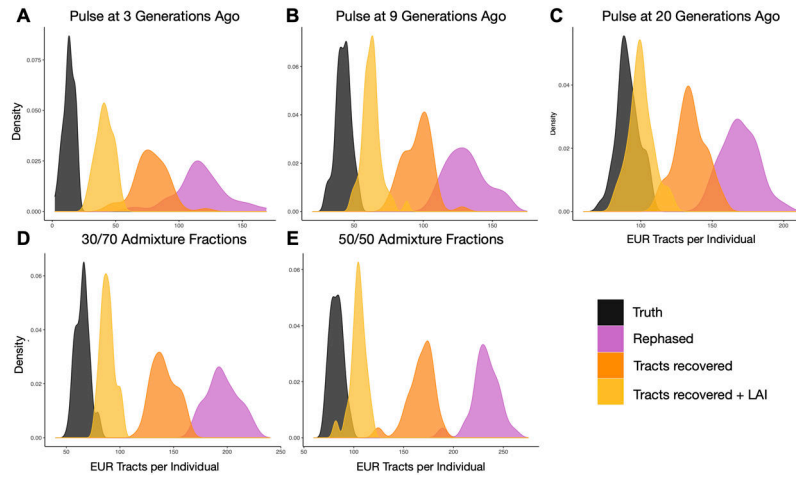 A Pulse at 3 Generations Ago
B Pulse at 9 Generations Ago
C Pulse at 20 Generations Ago
Density
0.075
0.050
0.025
0.000
50
100
150
0.06
0.04
0.02
0.00
50
100
150
Density
0.04
0.02
0.00
100
150
200
EUR Tracts per Individual
D 30/70 Admixture Fractions
E 50/50 Admixture Fractions
Density
0.06
0.04
0.02
0.00
50
100
150
200
250
EUR Tracts per Individual
0.06
0.04
0.02
0.00
50
100
150
200
250
EUR Tracts per Individual
Truth
Rephased
Tracts recovered
Tracts recovered + LAI